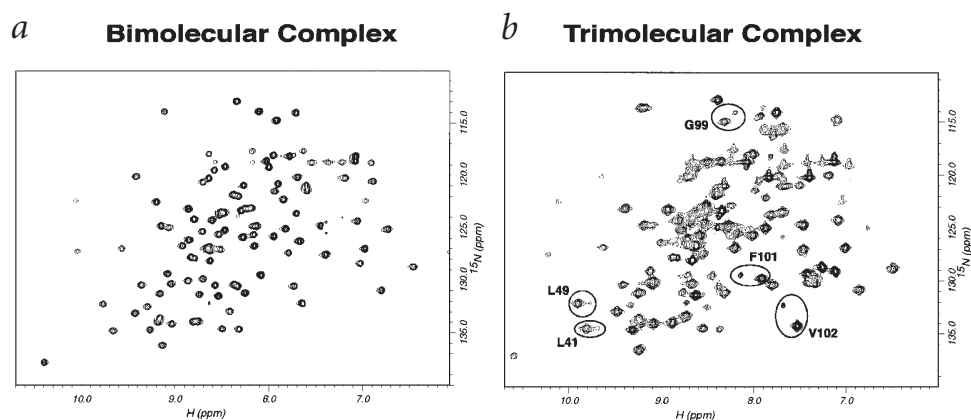 a Bimolecular Complex
115.0
120.0
125.0
130.0
135.0
15N (ppm)
10.0 9.0 8.0 7.0
H (ppm)
b Trimolecular Complex
G99
F101
L49
L41
V102
115.0
120.0
125.0
130.0
135.0
15N (ppm)
10.0 9.0 8.0 7.0
H (ppm)